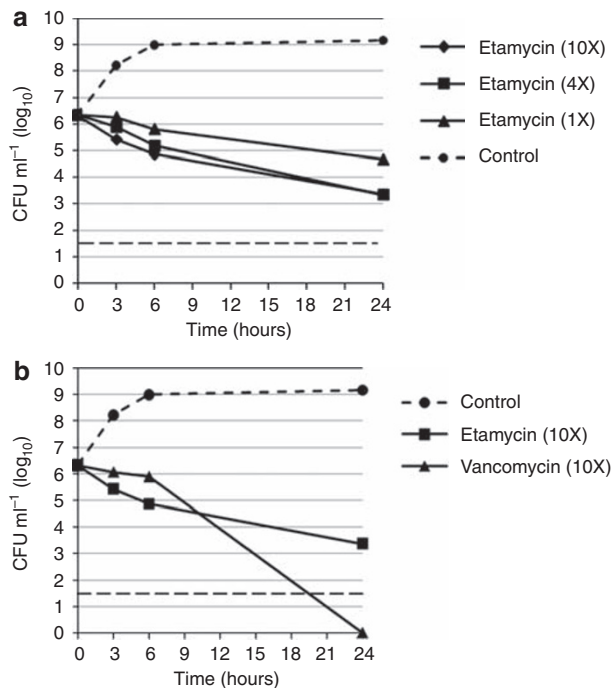 a
10
9
8
7
6
5
4
3
2
1
0
CFU ml⁻¹ (log₁₀)
0 3 6 9 12 15 18 21 24
Time (hours)
Etamycin (10X)
Etamycin (4X)
Etamycin (1X)
Control
b
10
9
8
7
6
5
4
3
2
1
0
CFU ml⁻¹ (log₁₀)
0 3 6 9 12 15 18 21 24
Time (hours)
Control
Etamycin (10X)
Vancomycin (10X)